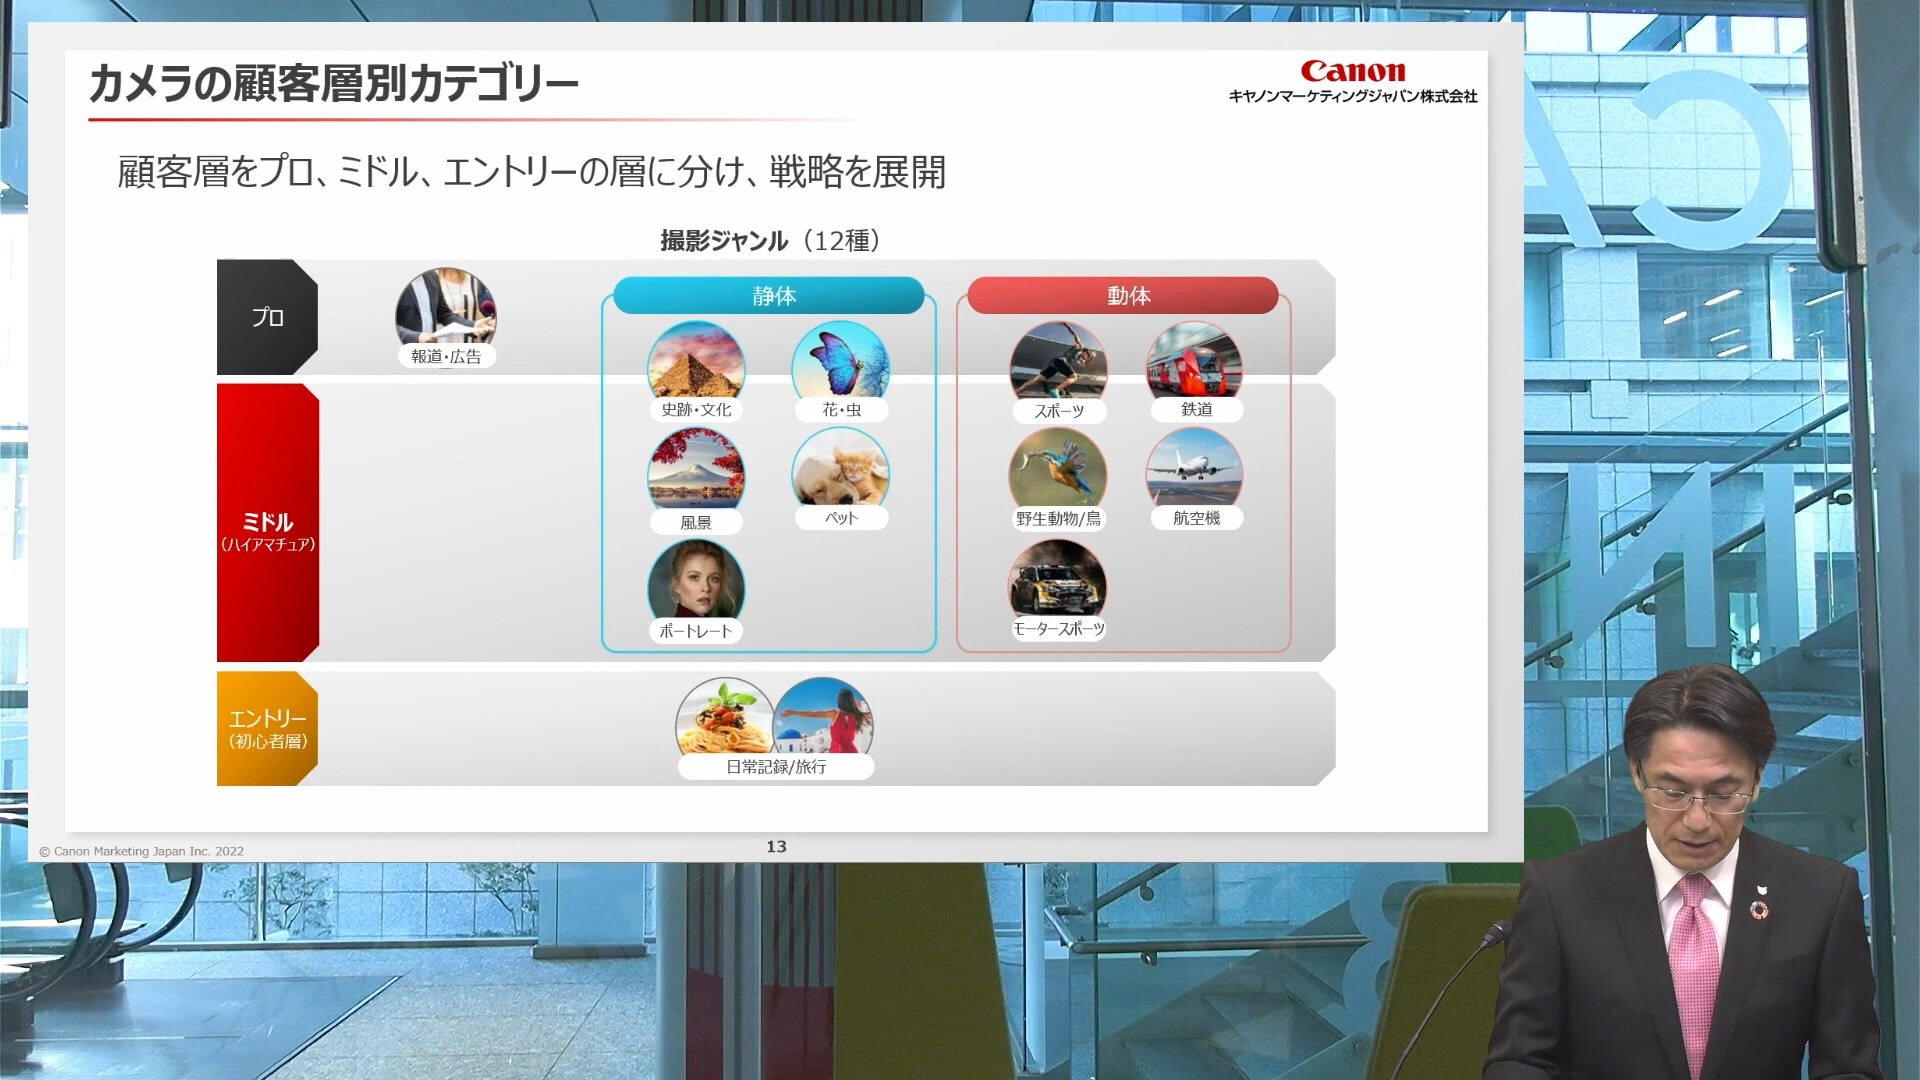 カメラの顧客層別カテゴリー
Canon
キヤノンマーケティングジャパン株式会社
顧客層をプロ、ミドル、エントリーの層に分け、戦略を展開
撮影ジャンル（12種）
プロ
報道・広告
静体
動体
史跡・文化
花・虫
スポーツ
鉄道
ミドル
（ハイアマチュア）
風景
ペット
野生動物/鳥
航空機
ポートレート
モータースポーツ
エントリー
（初心者層）
日常記録/旅行
© Canon Marketing Japan Inc. 2022
13